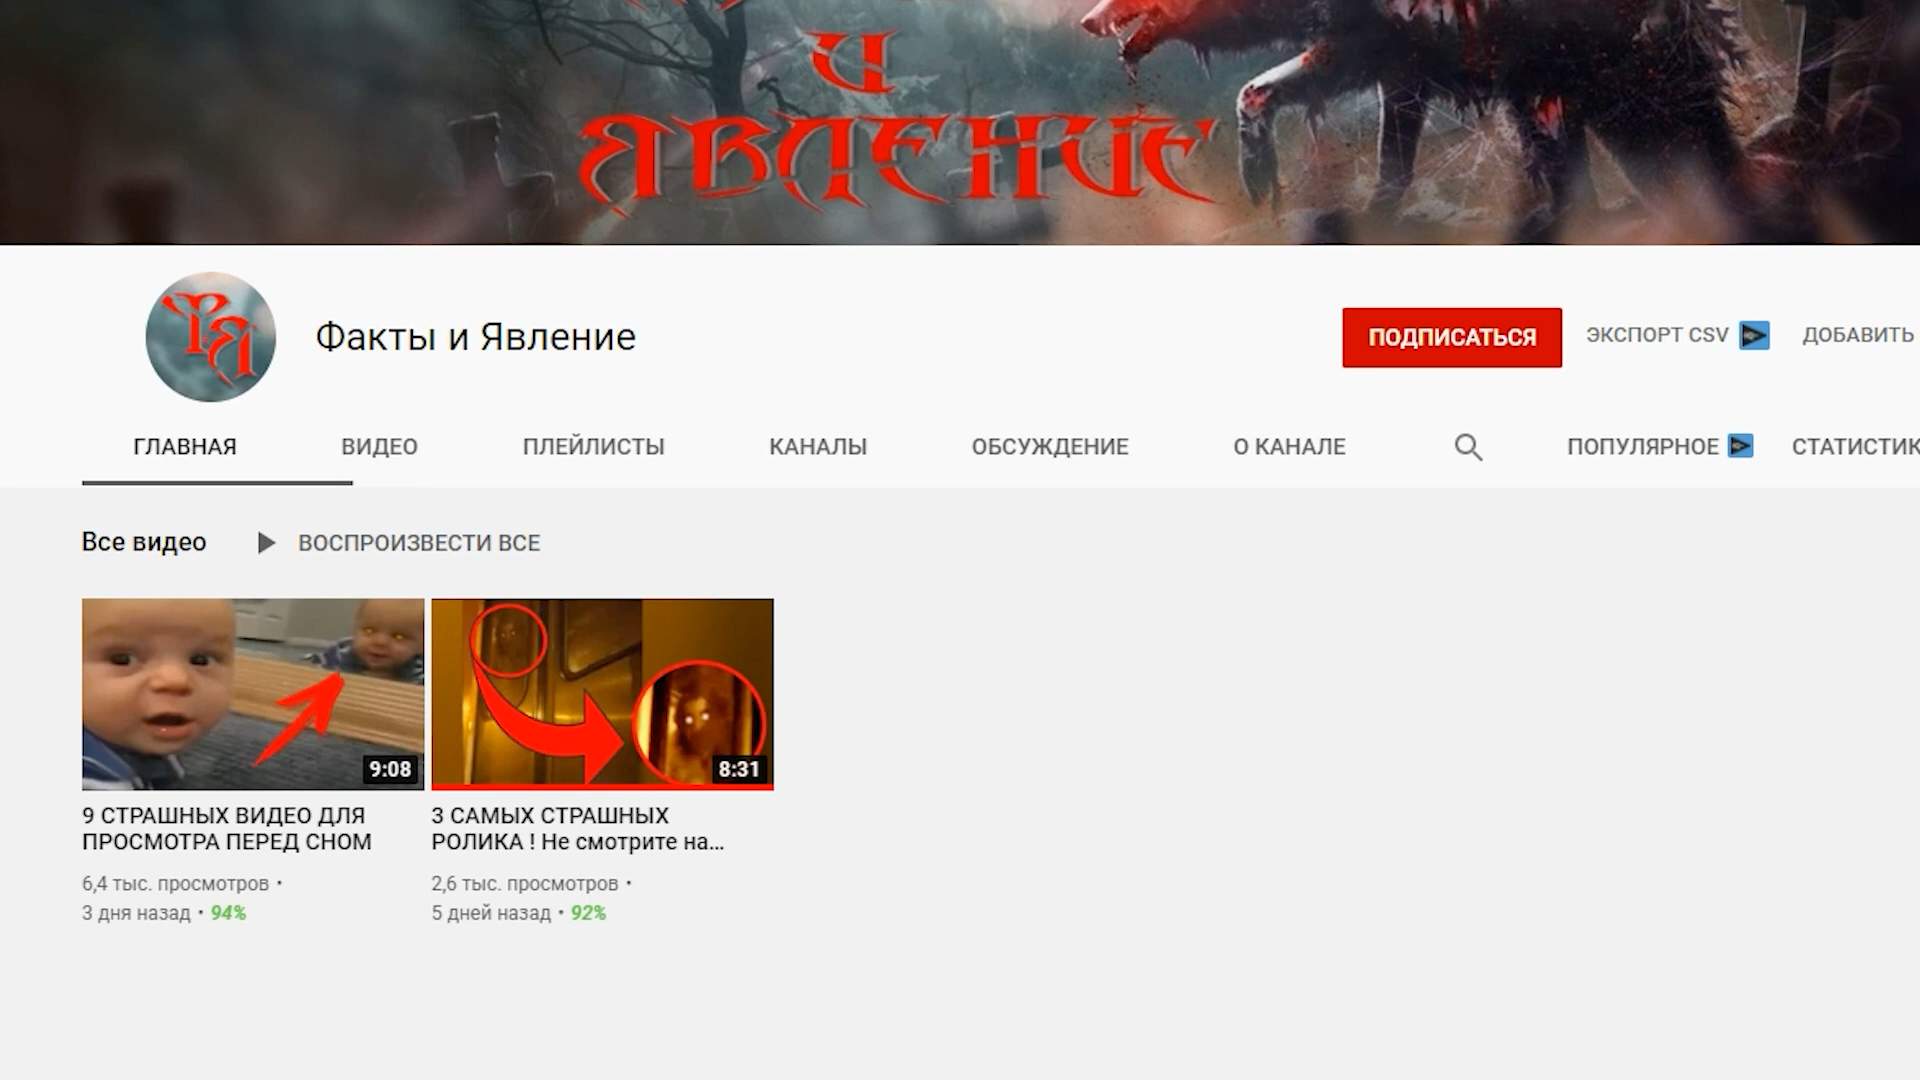 И
ЯВЛЕНИЕ
ФЯ
Факты и Явление
ПОДПИСАТЬСЯ
ЭКСПОРТ CSV
ДОБАВИТЬ
ГЛАВНАЯ
ВИДЕО
ПЛЕЙЛИСТЫ
КАНАЛЫ
ОБСУЖДЕНИЕ
О КАНАЛЕ
ПОПУЛЯРНОЕ
СТАТИСТИК
Все видео
ВОСПРОИЗВЕСТИ ВСЕ
9:08
8:31
9 СТРАШНЫХ ВИДЕО ДЛЯ
ПРОСМОТРА ПЕРЕД СНОМ
6,4 тыс. просмотров •
3 дня назад • 94%
3 САМЫХ СТРАШНЫХ
РОЛИКА ! Не смотрите на...
2,6 тыс. просмотров •
5 дней назад • 92%